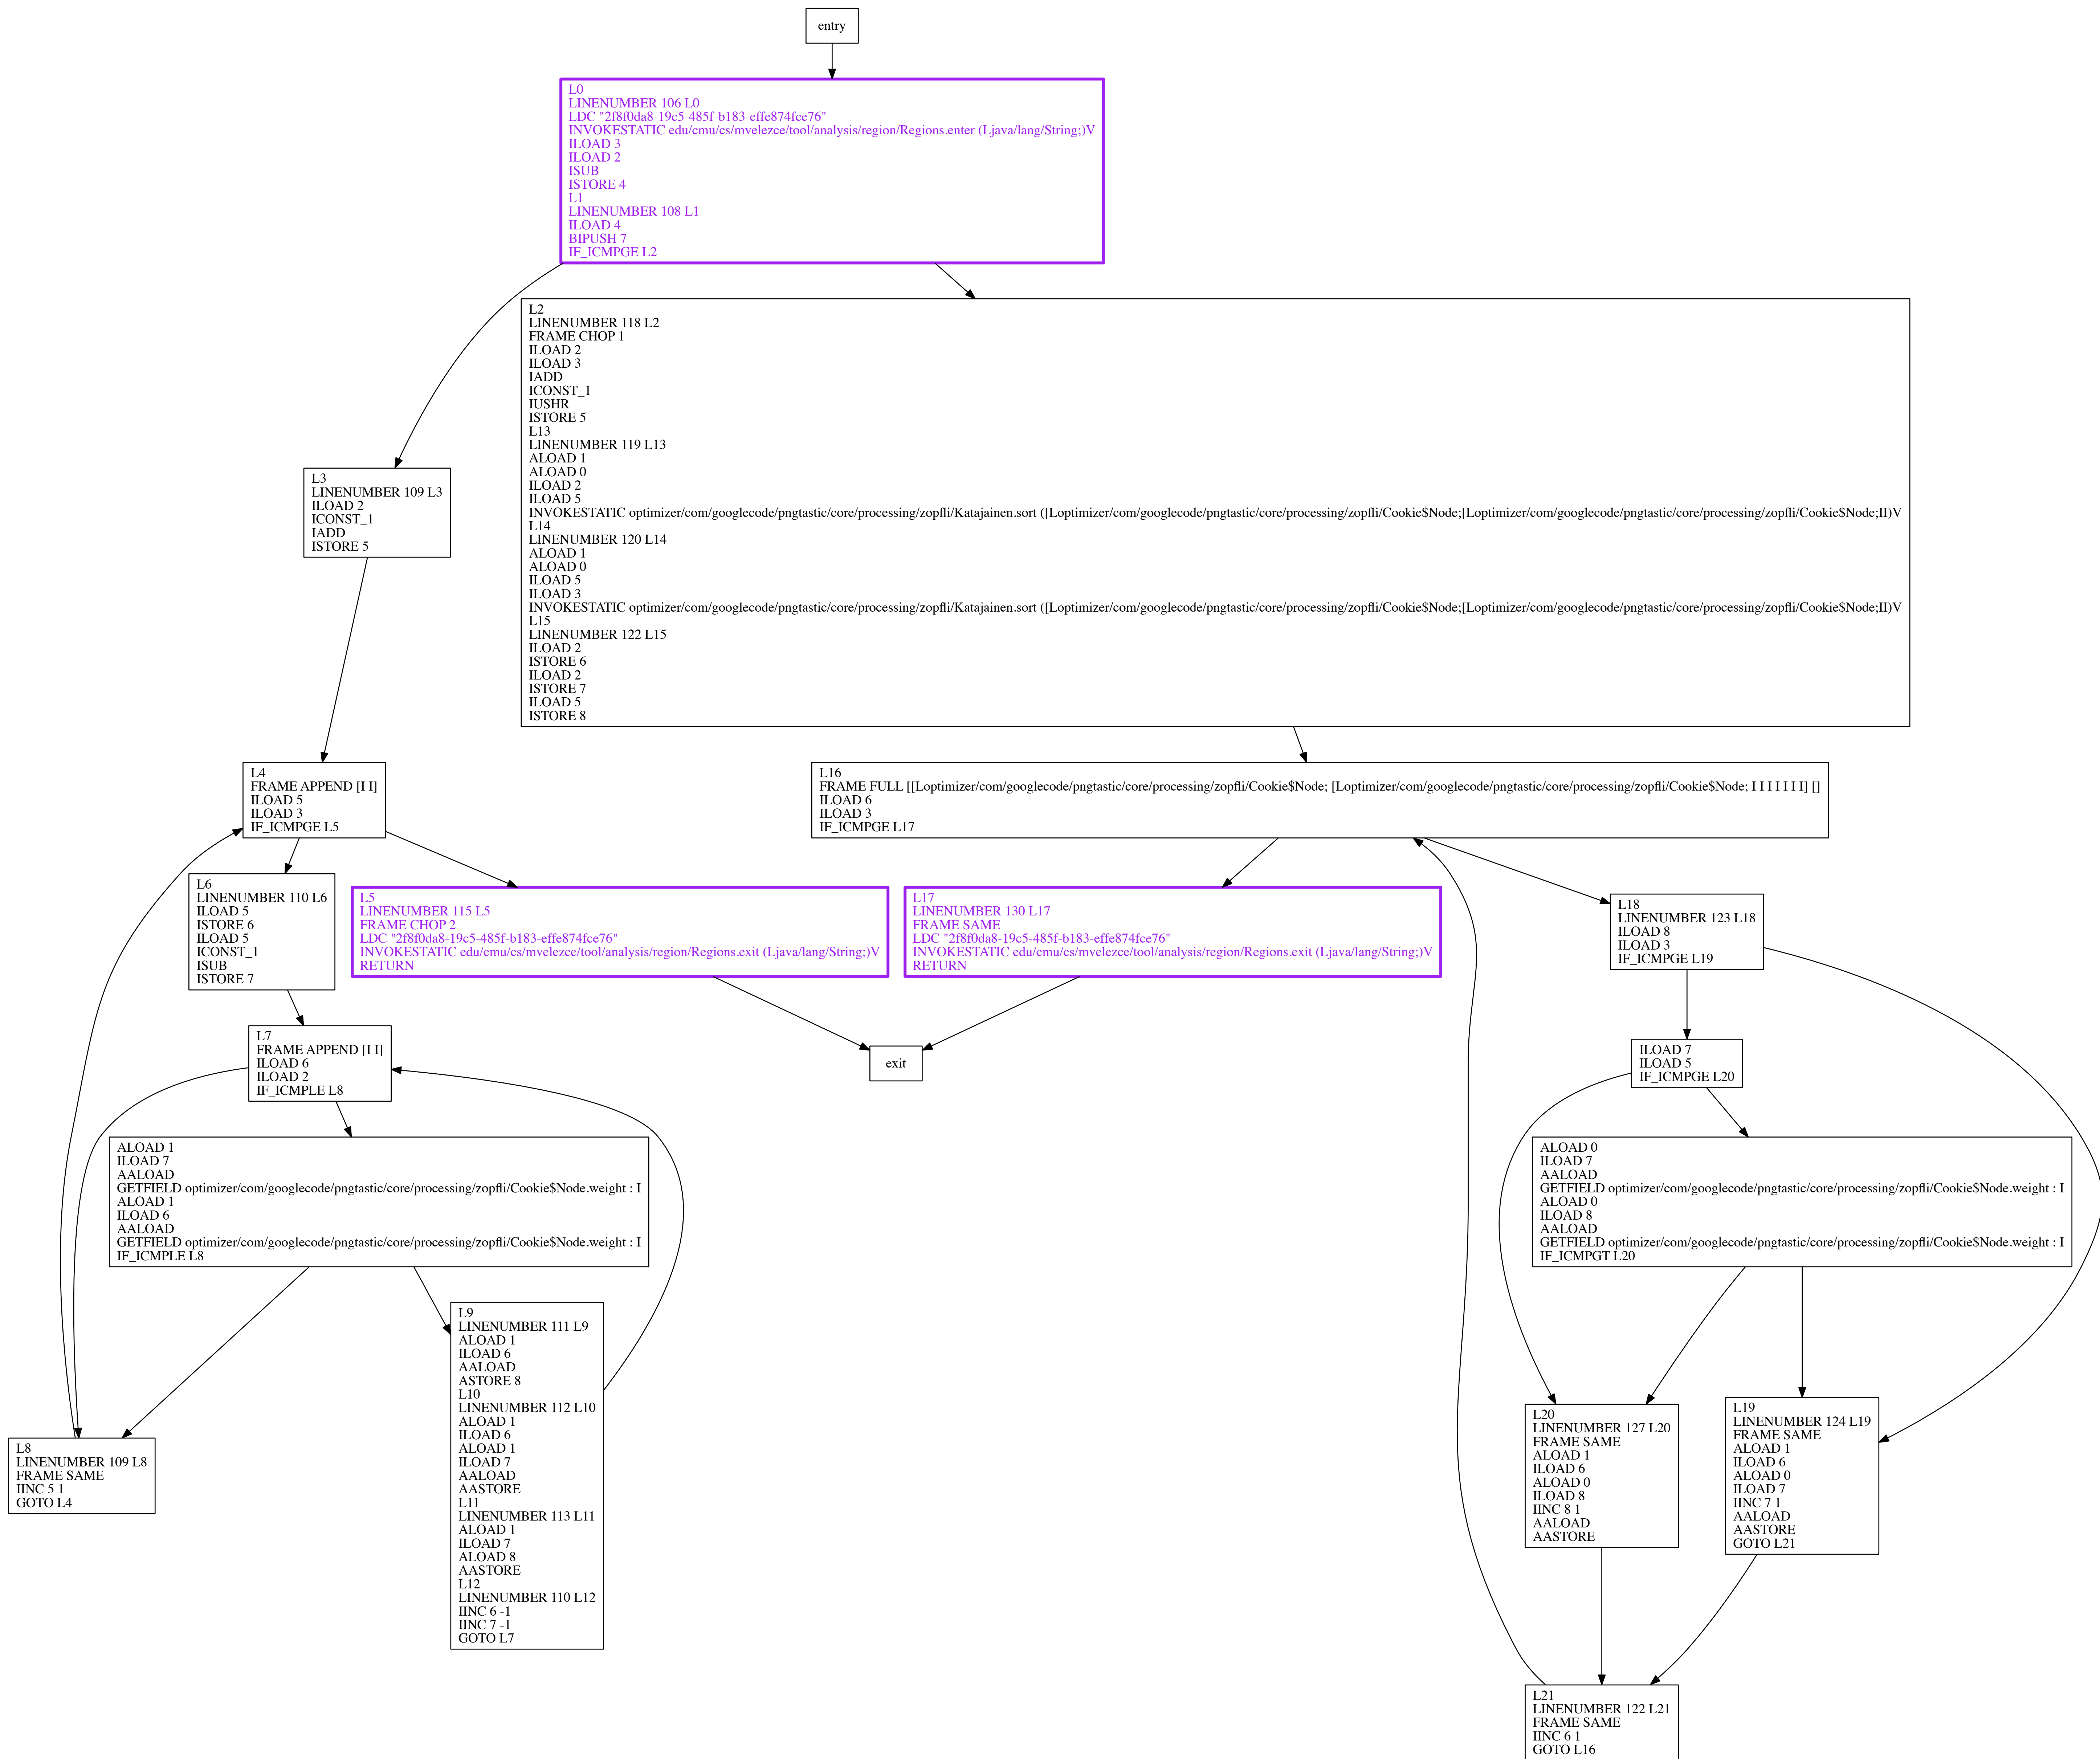 entry
L0
LINENUMBER 106 L0
LDC "2f8f0da8-19c5-485f-b183-effe874fce76"
INVOKESTATIC edu/cmu/cs/mvelezce/tool/analysis/region/Regions.enter (Ljava/lang/String;)V
ILOAD 3
ILOAD 2
ISUB
ISTORE 4
L1
LINENUMBER 108 L1
ILOAD 4
BIPUSH 7
IF_ICMPGE L2
L2
LINENUMBER 118 L2
FRAME CHOP 1
ILOAD 2
ILOAD 3
IADD
ICONST_1
IUSHR
ISTORE 5
L13
LINENUMBER 119 L13
ALOAD 1
ALOAD 0
ILOAD 2
ILOAD 5
INVOKESTATIC optimizer/com/googlecode/pngtastic/core/processing/zopfli/Katajainen.sort ([Loptimizer/com/googlecode/pngtastic/core/processing/zopfli/Cookie$Node;[Loptimizer/com/googlecode/pngtastic/core/processing/zopfli/Cookie$Node;II)V
L14
LINENUMBER 120 L14
ALOAD 1
ALOAD 0
ILOAD 5
ILOAD 3
INVOKESTATIC optimizer/com/googlecode/pngtastic/core/processing/zopfli/Katajainen.sort ([Loptimizer/com/googlecode/pngtastic/core/processing/zopfli/Cookie$Node;[Loptimizer/com/googlecode/pngtastic/core/processing/zopfli/Cookie$Node;II)V
L15
LINENUMBER 122 L15
ILOAD 2
ISTORE 6
ILOAD 2
ISTORE 7
ILOAD 5
ISTORE 8
L3
LINENUMBER 109 L3
ILOAD 2
ICONST_1
IADD
ISTORE 5
L4
FRAME APPEND [I I]
ILOAD 5
ILOAD 3
IF_ICMPGE L5
L16
FRAME FULL [[Loptimizer/com/googlecode/pngtastic/core/processing/zopfli/Cookie$Node; [Loptimizer/com/googlecode/pngtastic/core/processing/zopfli/Cookie$Node; I I I I I I I] []
ILOAD 6
ILOAD 3
IF_ICMPGE L17
L6
LINENUMBER 110 L6
ILOAD 5
ISTORE 6
ILOAD 5
ICONST_1
ISUB
ISTORE 7
L5
LINENUMBER 115 L5
FRAME CHOP 2
LDC "2f8f0da8-19c5-485f-b183-effe874fce76"
INVOKESTATIC edu/cmu/cs/mvelezce/tool/analysis/region/Regions.exit (Ljava/lang/String;)V
RETURN
L17
LINENUMBER 130 L17
FRAME SAME
LDC "2f8f0da8-19c5-485f-b183-effe874fce76"
INVOKESTATIC edu/cmu/cs/mvelezce/tool/analysis/region/Regions.exit (Ljava/lang/String;)V
RETURN
L18
LINENUMBER 123 L18
ILOAD 8
ILOAD 3
IF_ICMPGE L19
L7
FRAME APPEND [I I]
ILOAD 6
ILOAD 2
IF_ICMPLE L8
exit
ILOAD 7
ILOAD 5
IF_ICMPGE L20
ALOAD 1
ILOAD 7
AALOAD
GETFIELD optimizer/com/googlecode/pngtastic/core/processing/zopfli/Cookie$Node.weight : I
ALOAD 1
ILOAD 6
AALOAD
GETFIELD optimizer/com/googlecode/pngtastic/core/processing/zopfli/Cookie$Node.weight : I
IF_ICMPLE L8
ALOAD 0
ILOAD 7
AALOAD
GETFIELD optimizer/com/googlecode/pngtastic/core/processing/zopfli/Cookie$Node.weight : I
ALOAD 0
ILOAD 8
AALOAD
GETFIELD optimizer/com/googlecode/pngtastic/core/processing/zopfli/Cookie$Node.weight : I
IF_ICMPGT L20
L9
LINENUMBER 111 L9
ALOAD 1
ILOAD 6
AALOAD
ASTORE 8
L10
LINENUMBER 112 L10
ALOAD 1
ILOAD 6
ALOAD 1
ILOAD 7
AALOAD
AASTORE
L11
LINENUMBER 113 L11
ALOAD 1
ILOAD 7
ALOAD 8
AASTORE
L12
LINENUMBER 110 L12
IINC 6 -1
IINC 7 -1
GOTO L7
L8
LINENUMBER 109 L8
FRAME SAME
IINC 5 1
GOTO L4
L20
LINENUMBER 127 L20
FRAME SAME
ALOAD 1
ILOAD 6
ALOAD 0
ILOAD 8
IINC 8 1
AALOAD
AASTORE
L19
LINENUMBER 124 L19
FRAME SAME
ALOAD 1
ILOAD 6
ALOAD 0
ILOAD 7
IINC 7 1
AALOAD
AASTORE
GOTO L21
L21
LINENUMBER 122 L21
FRAME SAME
IINC 6 1
GOTO L16